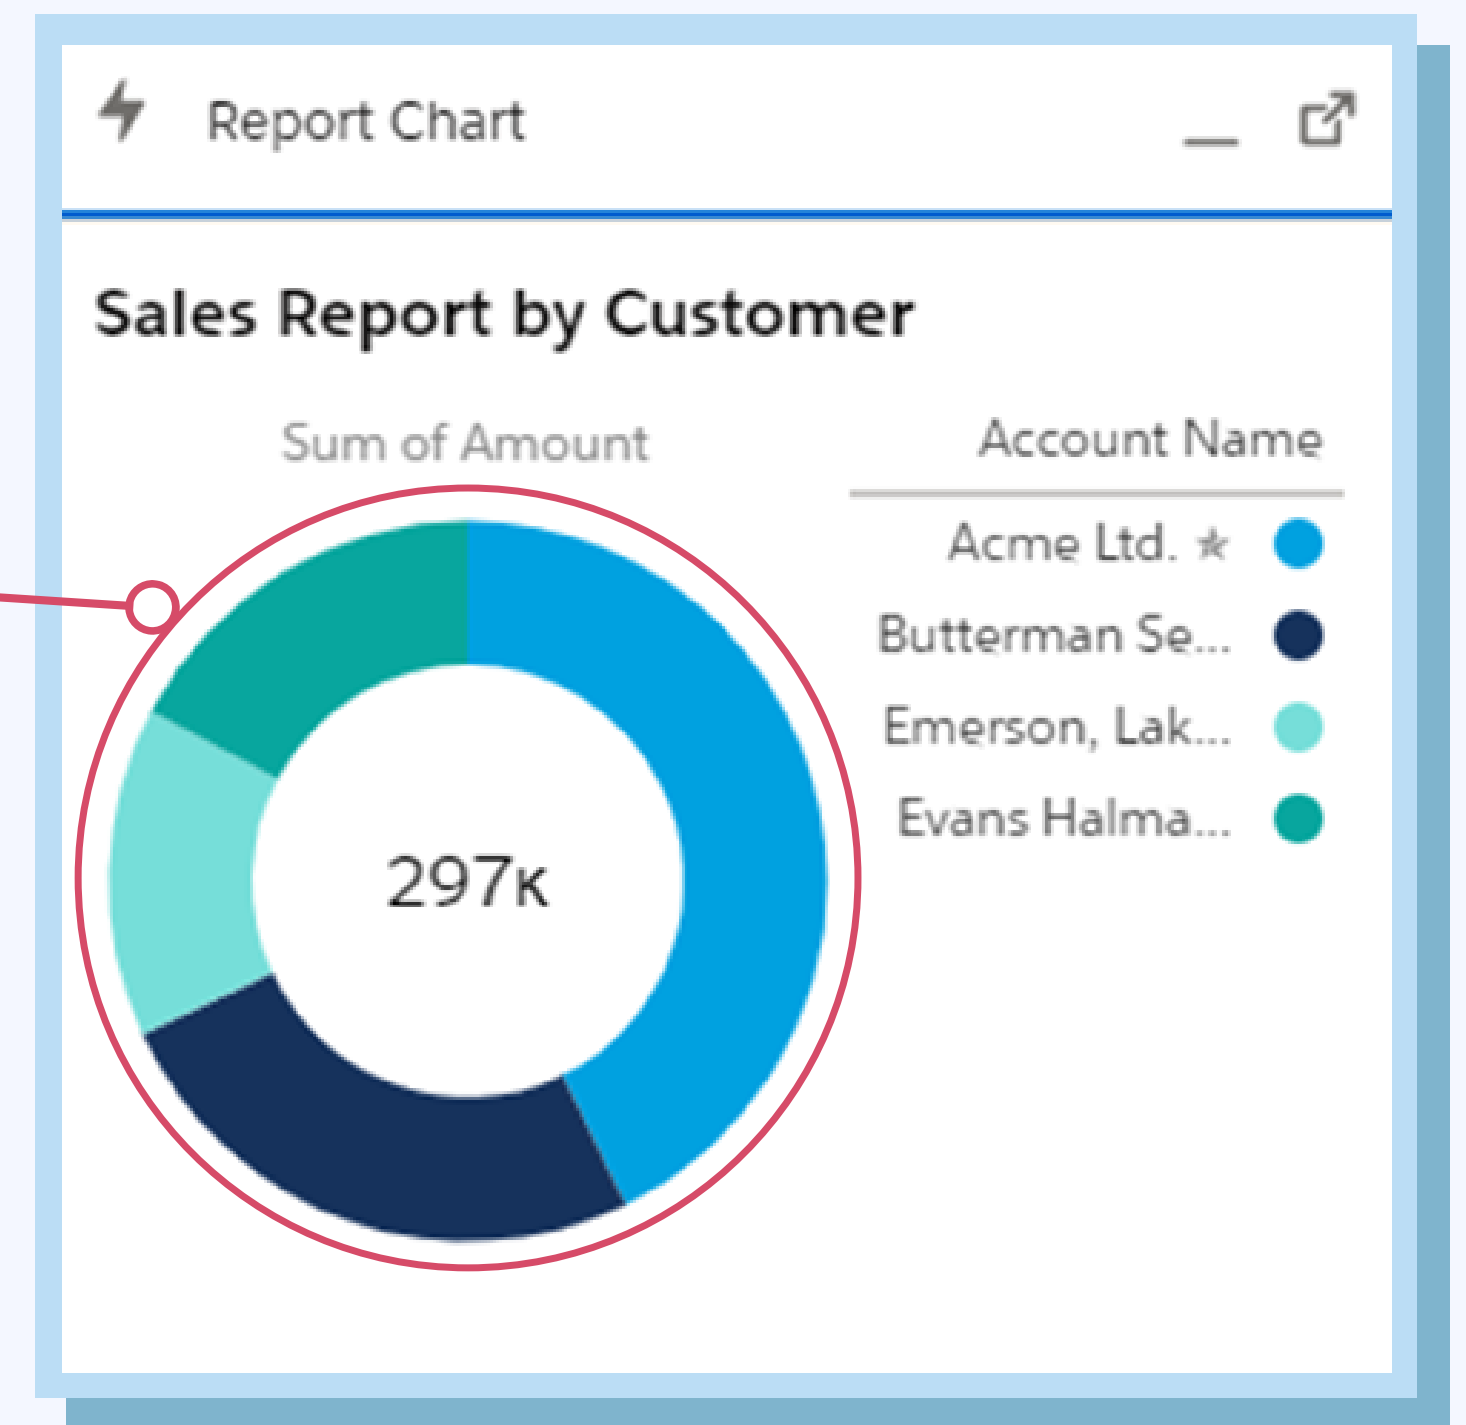 Report Chart
Sales Report by Customer
Sum of Amount
297K
Account Name
Acme Ltd. ★
Butterman Se...
Emerson, Lak...
Evans Halma...